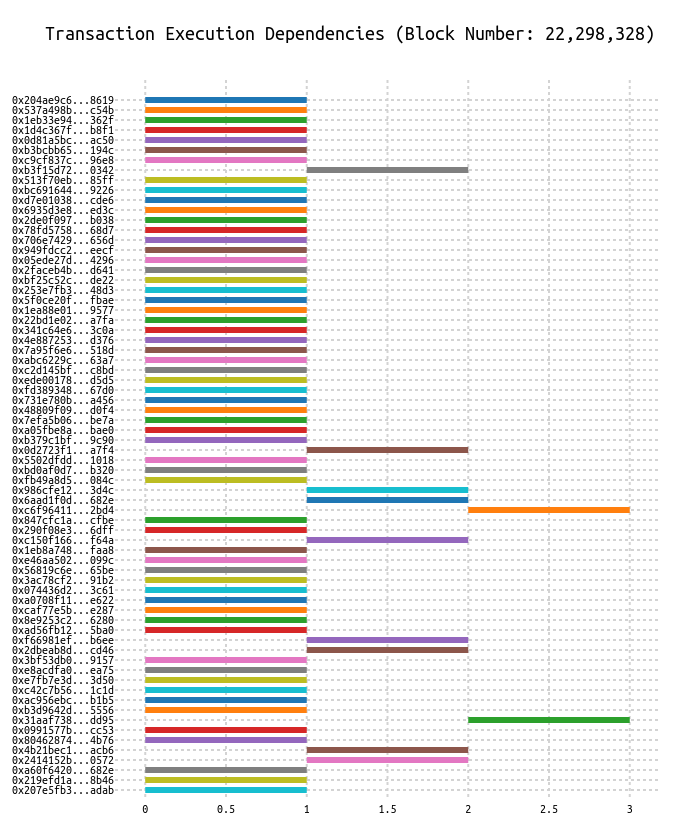 Transaction Execution Dependencies (Block Number: 22,298,328)
0x204ae9c6...8619
0x537a498b...c54b
0x1eb33e94...362f
0x1d4c367f...b8f1
0x0d81a5bc...ac50
0xb3bcbb65...194c
0xc9cf837c...96e8
0xb3f15d72...0342
0x513f70eb...85ff
0xbc691644...9226
0xd7e01038...cde6
0x6935d3e8...ed3c
0x2de0f097...b038
0x78fd5758...68d7
0x706e7429...656d
0x949fdcc2...eecf
0x05ede27d...4296
0x2faceb4b...d641
0xbf25c52c...de22
0x253e7fb3...48d3
0x5f0ce20f...fbae
0x1ea88e01...9577
0x22bd1e02...a7fa
0x341c64e6...3c0a
0x4e887253...d376
0x7a95f6e6...518d
0xabc6229c...63a7
0xc2d145bf...c8bd
0xede00178...d5d5
0xfd389348...67d0
0x731e780b...a456
0x48809f09...d0f4
0x7efa5b06...be7a
0xa05fbe8a...bae0
0xb379c1bf...9c90
0x0d2723f1...a7f4
0x5502dfdd...1018
0xbd0af0d7...b320
0xfb49a8d5...084c
0x986cfe12...3d4c
0x6aad1f0d...682e
0xc6f96411...2bd4
0x847cfc1a...cfbe
0x290f08e3...6dff
0xc150f166...f64a
0x1eb8a748...faa8
0xe46aa502...099c
0x56819c6e...65be
0x3ac78cf2...91b2
0x074436d2...3c61
0xa0708f11...e622
0xcaf77e5b...e287
0x8e9253c2...6280
0xad56fb12...5ba0
0xf66981ef...b6ee
0x2dbeab8d...cd46
0x3bf53db0...9157
0xe8acdfa0...ea75
0xe7fb7e3d...3d50
0xc42c7b56...1c1d
0xac956ebc...b1b5
0xb3d9642d...5556
0x31aaf738...dd95
0x0991577b...cc53
0x80462874...4b76
0x4b21bec1...acb6
0x2414152b...0572
0xa60f6420...682e
0x219efd1a...8b46
0x207e5fb3...adab
0 0.5 1 1.5 2 2.5 3